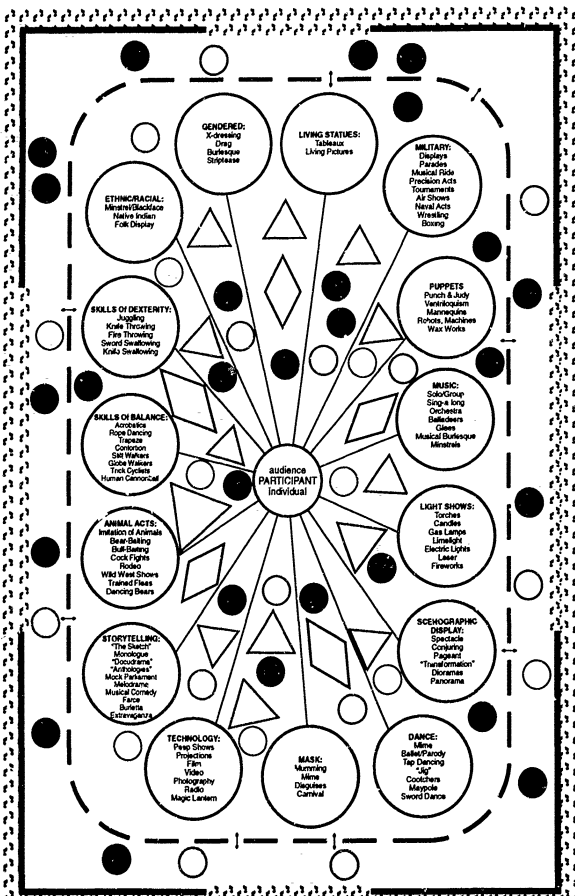 GENDERED:
X-dressing
Drag
Burlesque
Striptease
LIVING STATUES:
Tableaux
Living Pictures
MILITARY:
Displays
Parades
Musical Ride
Precision Acts
Tournaments
Air Shows
Naval Acts
Wrestling
Boxing
ETHNIC/RACIAL:
Minstrel/Blackface
Native Indian
Folk Display
PUPPETS
Punch & Judy
Ventriloquism
Mannequins
Robots, Machines
Wax Works
SKILLS Of DEXTERITY:
Juggling
Knife Throwing
Fire Throwing
Sword Swallowing
Knife Swallowing
MUSIC:
Solo/Group
Sing-a long
Orchestra
Balladeers
Glees
Musical Burlesque
Minstrels
SKILLS Of BALANCE:
Acrobatics
Rope Dancing
Trapeze
Contortion
Stilt Walkers
Globe Walkers
Trick Cyclists
Human Cannonball
audience
PARTICIPANT
individual
LIGHT SHOWS:
Torches
Candles
Gas Lamps
Limelight
Electric Lights
Laser
Fireworks
ANIMAL ACTS:
Imitation of Animals
Bear-Baiting
Bull-Baiting
Cock Fights
Rodeo
Wild West Shows
Trained Fleas
Dancing Bears
SCENOGRAPHIC
DISPLAY:
Spectacle
Conjuring
Pageant
"Transformation"
Dioramas
Panorama
STORYTELLING:
"The Sketch"
Monologue
"Docudrama"
"Anthologies"
Mock Parliament
Melodrama
Musical Comedy
Farce
Burletta
Extravaganza
TECHNOLOGY:
Peep Shows
Projections
Film
Video
Photography
Radio
Magic Lantern
MASK:
Mumming
Mime
Disguises
Carnival
DANCE:
Mime
Ballet/Parody
Tap Dancing
"Jig"
Cootchers
Maypole
Sword Dance